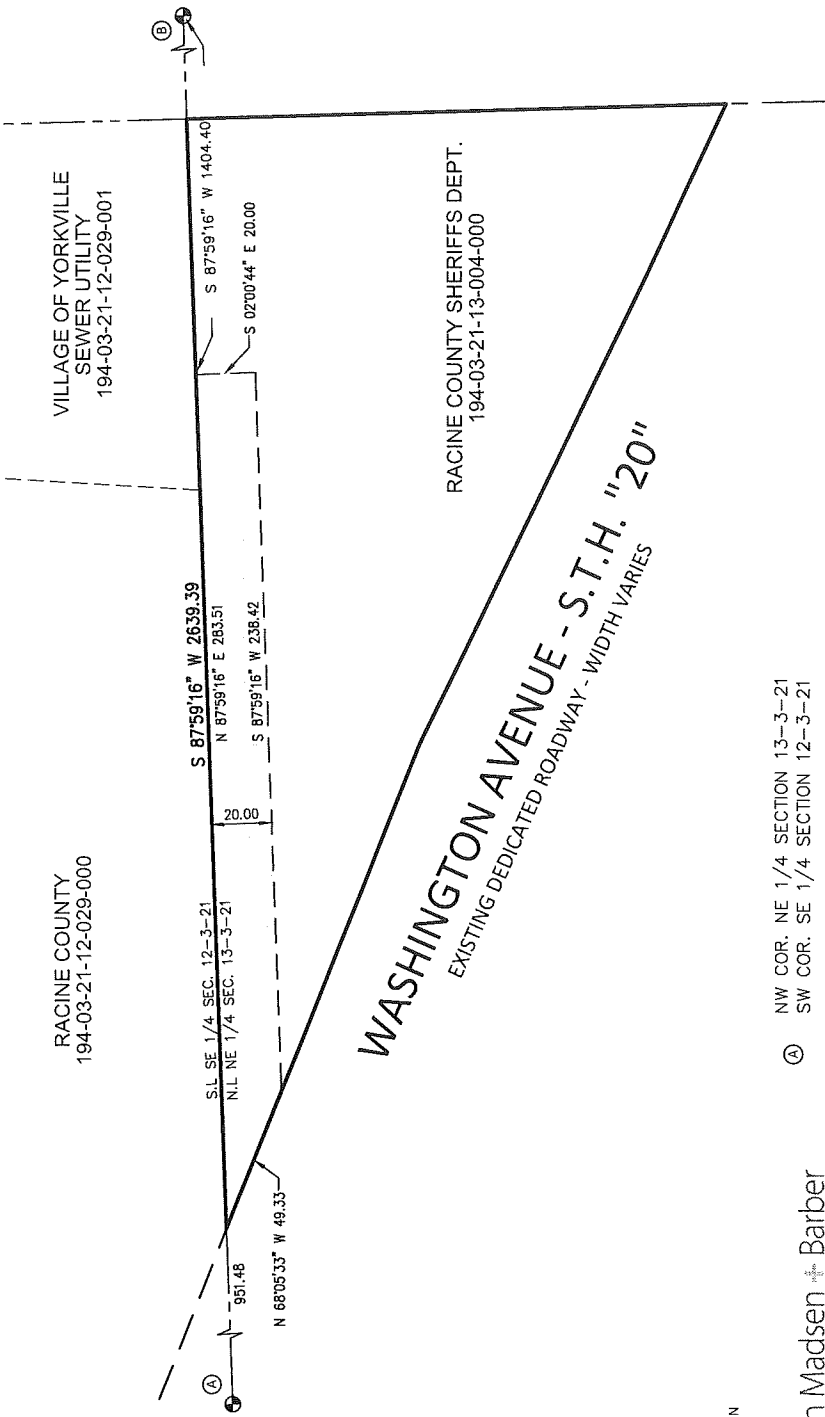 Ⓑ
VILLAGE OF YORKVILLE
SEWER UTILITY
194-03-21-12-029-001
S 87°59'16" W 1404.40
S 02°00'44" E 20.00
RACINE COUNTY SHERIFFS DEPT.
194-03-21-13-004-000
S 87°59'16" W 2639.39
N 87°59'16" E 283.51
S 87°59'16" W 238.42
20.00
RACINE COUNTY
194-03-21-12-029-000
S.L SE 1/4 SEC. 12-3-21
N.L NE 1/4 SEC. 13-3-21
WASHINGTON AVENUE - S.T.H. "20"
EXISTING DEDICATED ROADWAY - WIDTH VARIES
Ⓐ
951.48
N 68°05'33" W 49.33
Ⓐ NW COR. NE 1/4 SECTION 13-3-21
SW COR. SE 1/4 SECTION 12-3-21
N
Madsen + Barber